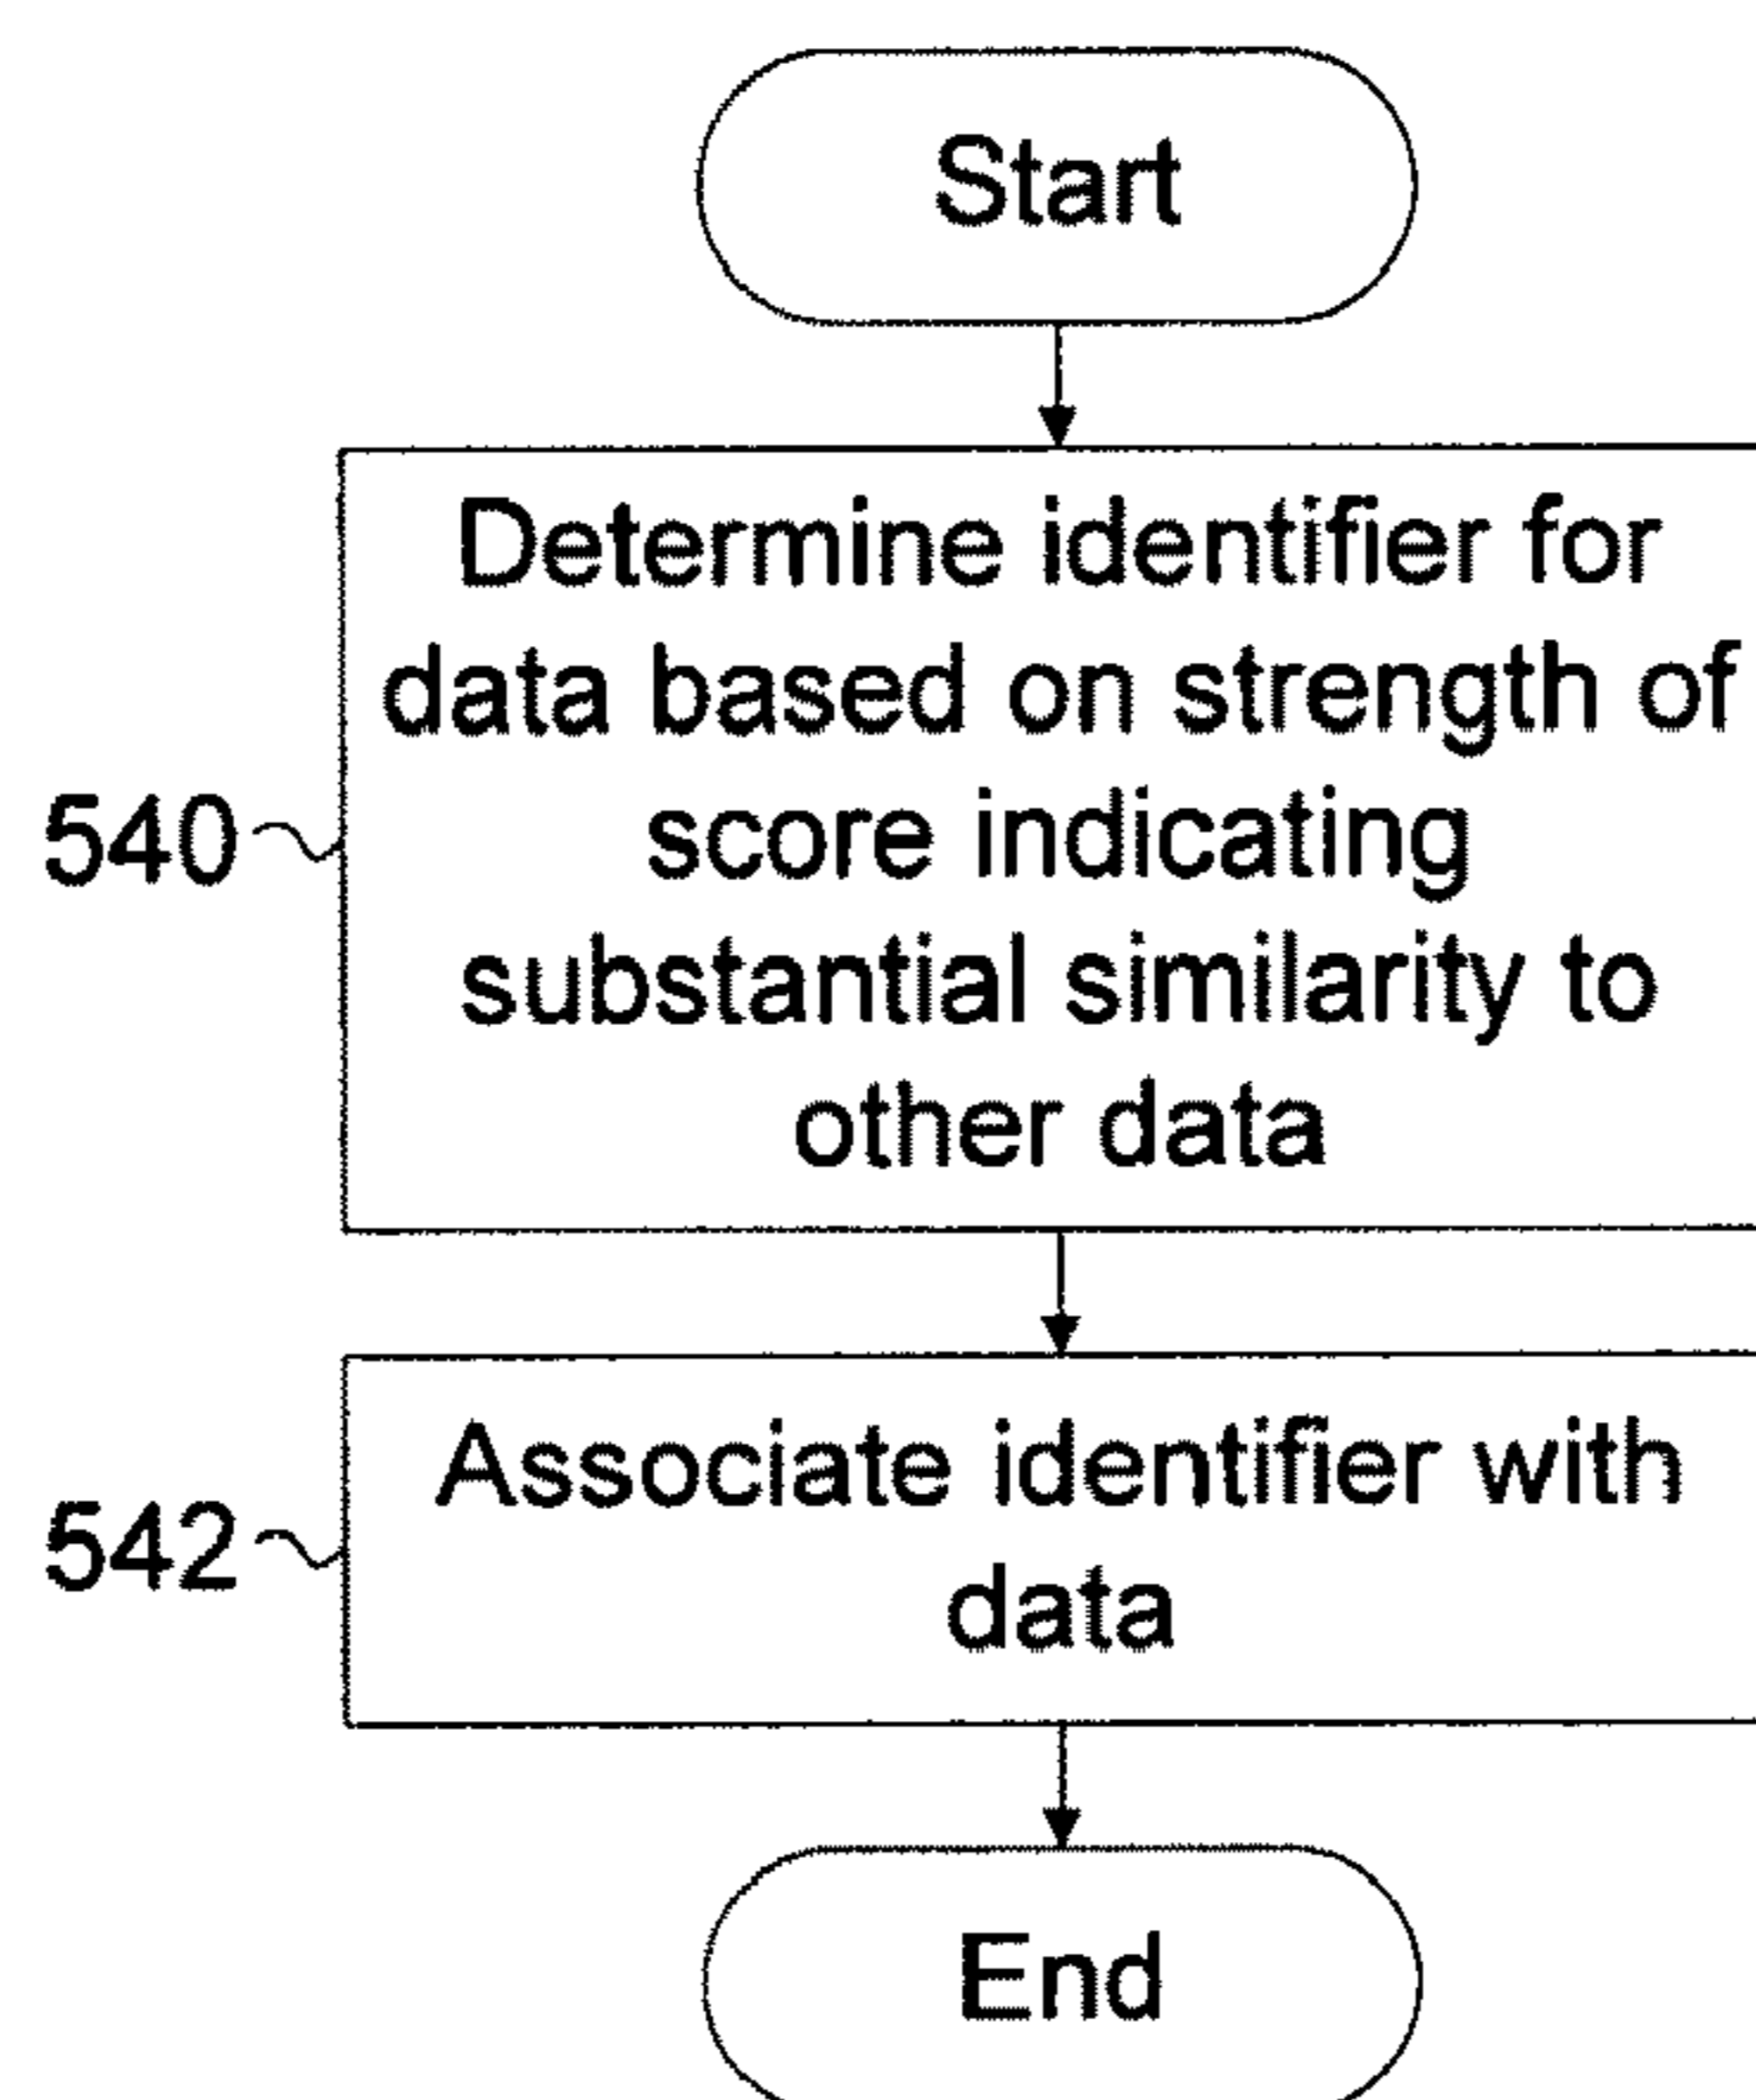 Start
Determine identifier for
data based on strength of
score indicating
substantial similarity to
other data
540
Associate identifier with
data
542
End